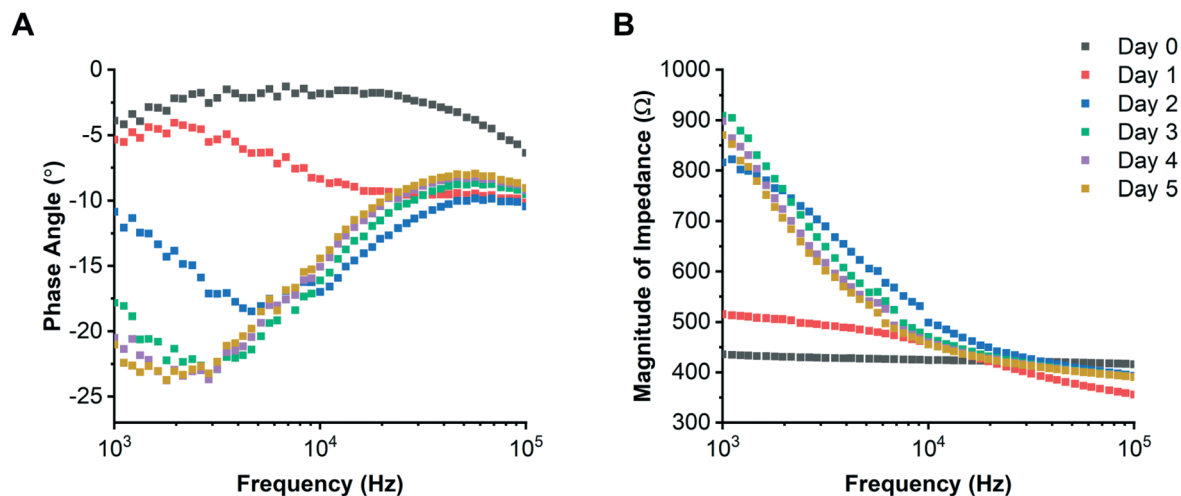 A
0
-5
-10
-15
-20
-25
Phase Angle (°)
10³
10⁴
10⁵
Frequency (Hz)
B
1000
900
800
700
600
500
400
300
Magnitude of Impedance (Ω)
10³
10⁴
10⁵
Frequency (Hz)
Day 0
Day 1
Day 2
Day 3
Day 4
Day 5